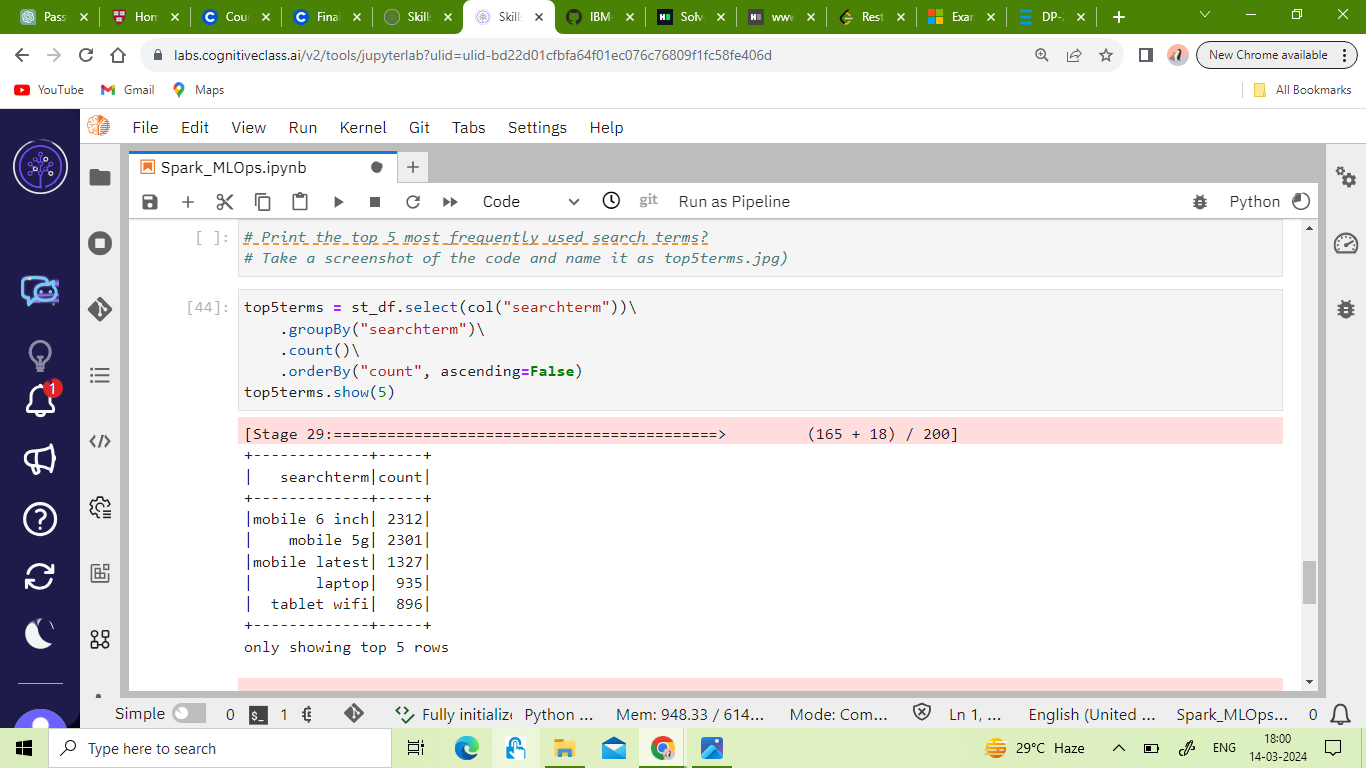 Pass
Hom
Cou
Fina
Skill
Skill
IBM-
Solv
www
Rest
Exar
DP-
labs.cognitiveclass.ai/v2/tools/jupyterlab?ulid=ulid-bd22d01cfbfa64f01ec076c76809f1fc58fe406d
New Chrome available
YouTube
Gmail
Maps
All Bookmarks
File Edit View Run Kernel Git Tabs Settings Help
Spark_MLOps.ipynb
Code
git
Run as Pipeline
Python
[ ]:
# Print the top 5 most frequently used search terms?
# Take a screenshot of the code and name it as top5terms.jpg)
[44]:
top5terms = st_df.select(col("searchterm"))\
    .groupBy("searchterm")\
    .count()\
    .orderBy("count", ascending=False)
top5terms.show(5)
[Stage 29:===========================================>         (165 + 18) / 200]
+-------------+-----+
|   searchterm|count|
+-------------+-----+
|mobile 6 inch| 2312|
|    mobile 5g| 2301|
|mobile latest| 1327|
|       laptop|  935|
|  tablet wifi|  896|
+-------------+-----+
only showing top 5 rows
1
Simple
0
$_
1
Fully initialize
Python ...
Mem: 948.33 / 614...
Mode: Com...
Ln 1, ...
English (United ...
Spark_MLOps...
0
Type here to search
29°C Haze
ENG
18:00
14-03-2024